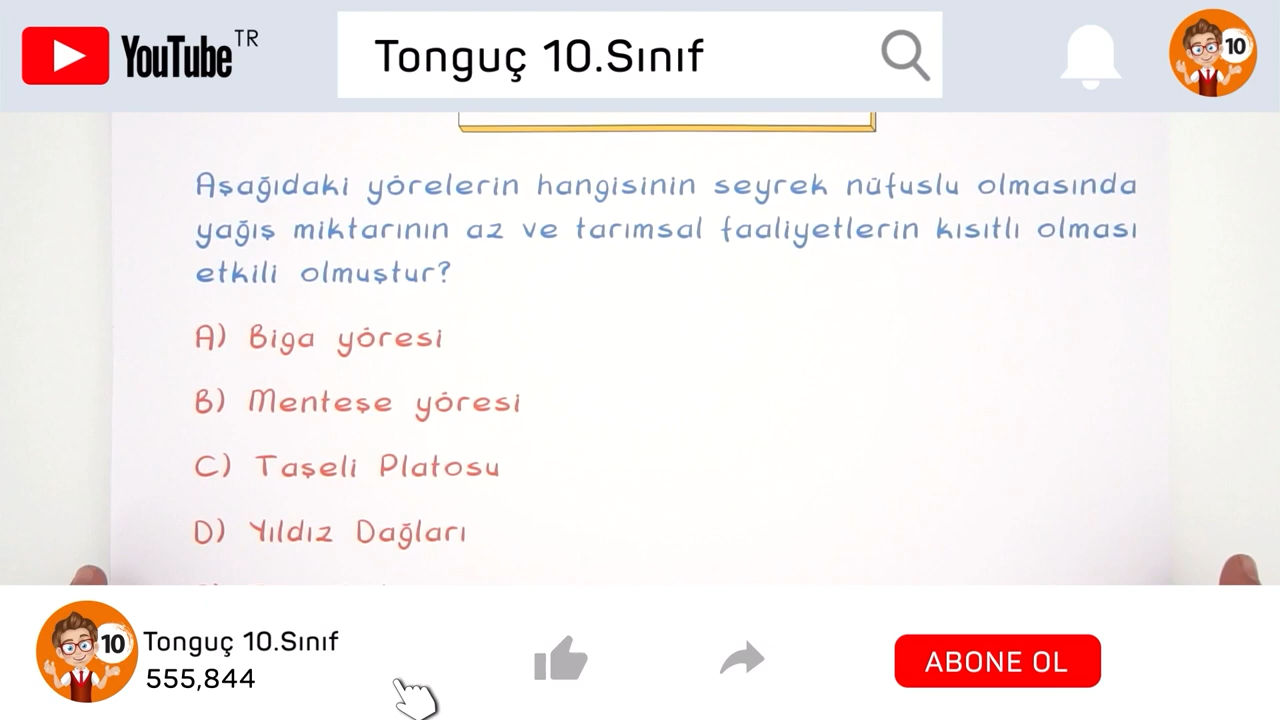 YouTube TR
Tonguç 10.Sınıf
10
Aşağıdaki yörelerin hangisinin seyrek nüfuslu olmasında
yağış miktarının az ve tarımsal faaliyetlerin kısıtlı olması
etkili olmuştur?
A) Biga yöresi
B) Menteşe yöresi
C) Taşeli Platosu
D) Yıldız Dağları
10
Tonguç 10.Sınıf
555,844
ABONE OL